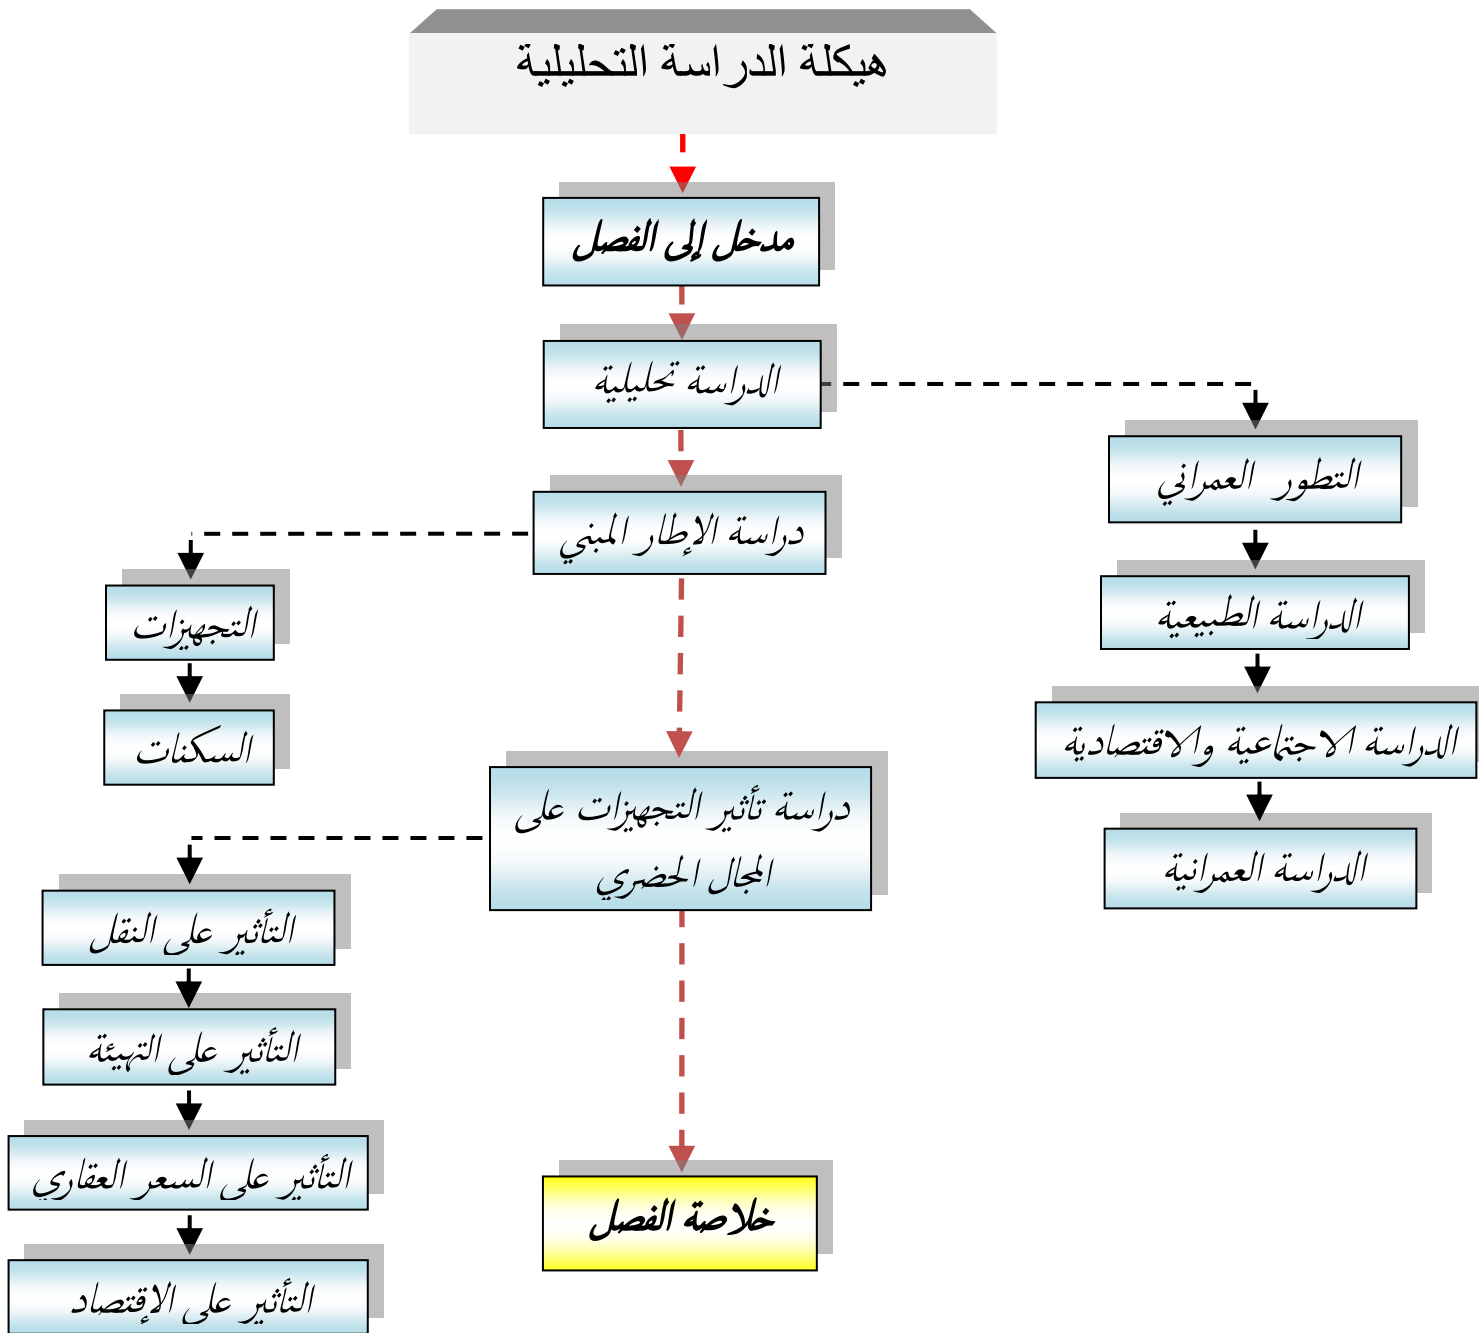 هيكلة الدراسة التحليلية
مدخل إلى الفصل
الدراسة تحليلية
التطور العمراني
الدراسة الطبيعية
الدراسة الاجتماعية والاقتصادية
الدراسة العمرانية
دراسة الإطار المبني
التجهيزات
السكنات
دراسة تأثير التجهيزات على
المجال الحضري
التأثير على النقل
التأثير على التهيئة
التأثير على السعر العقاري
التأثير على الإقتصاد
خلاصة الفصل